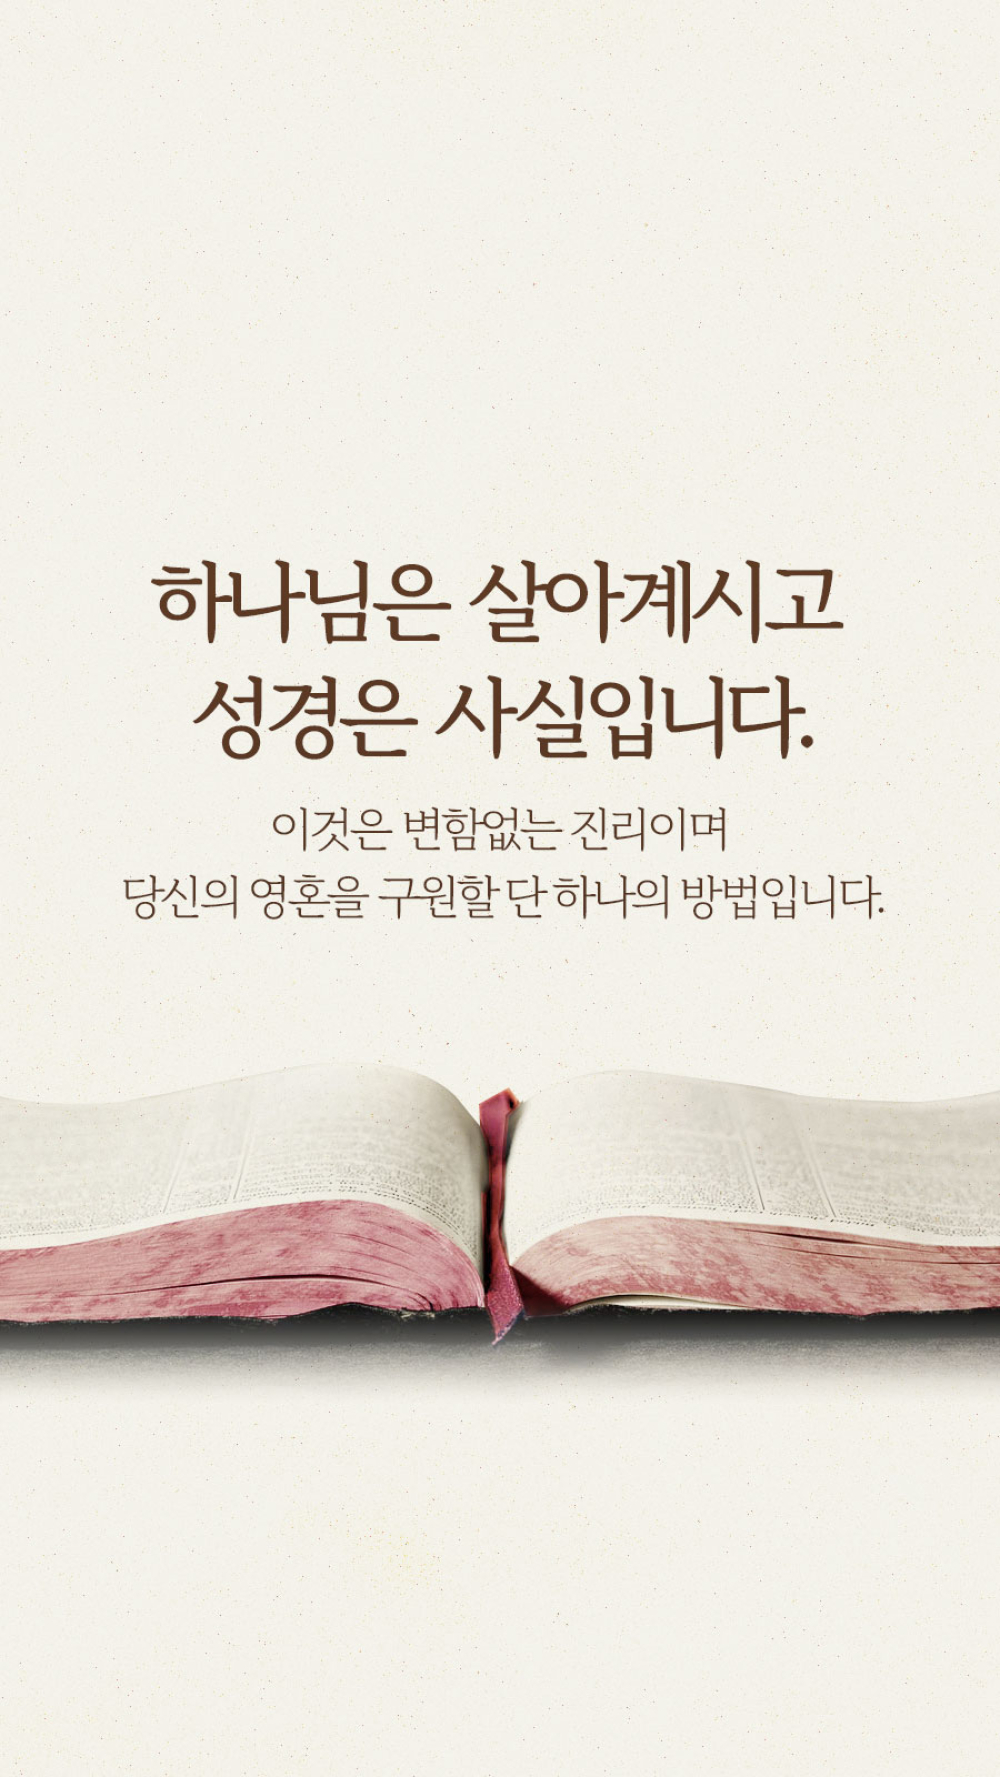 하나님은 살아계시고
성경은 사실입니다.
이것은 변함없는 진리이며
당신의 영혼을 구원할 단 하나의 방법입니다.